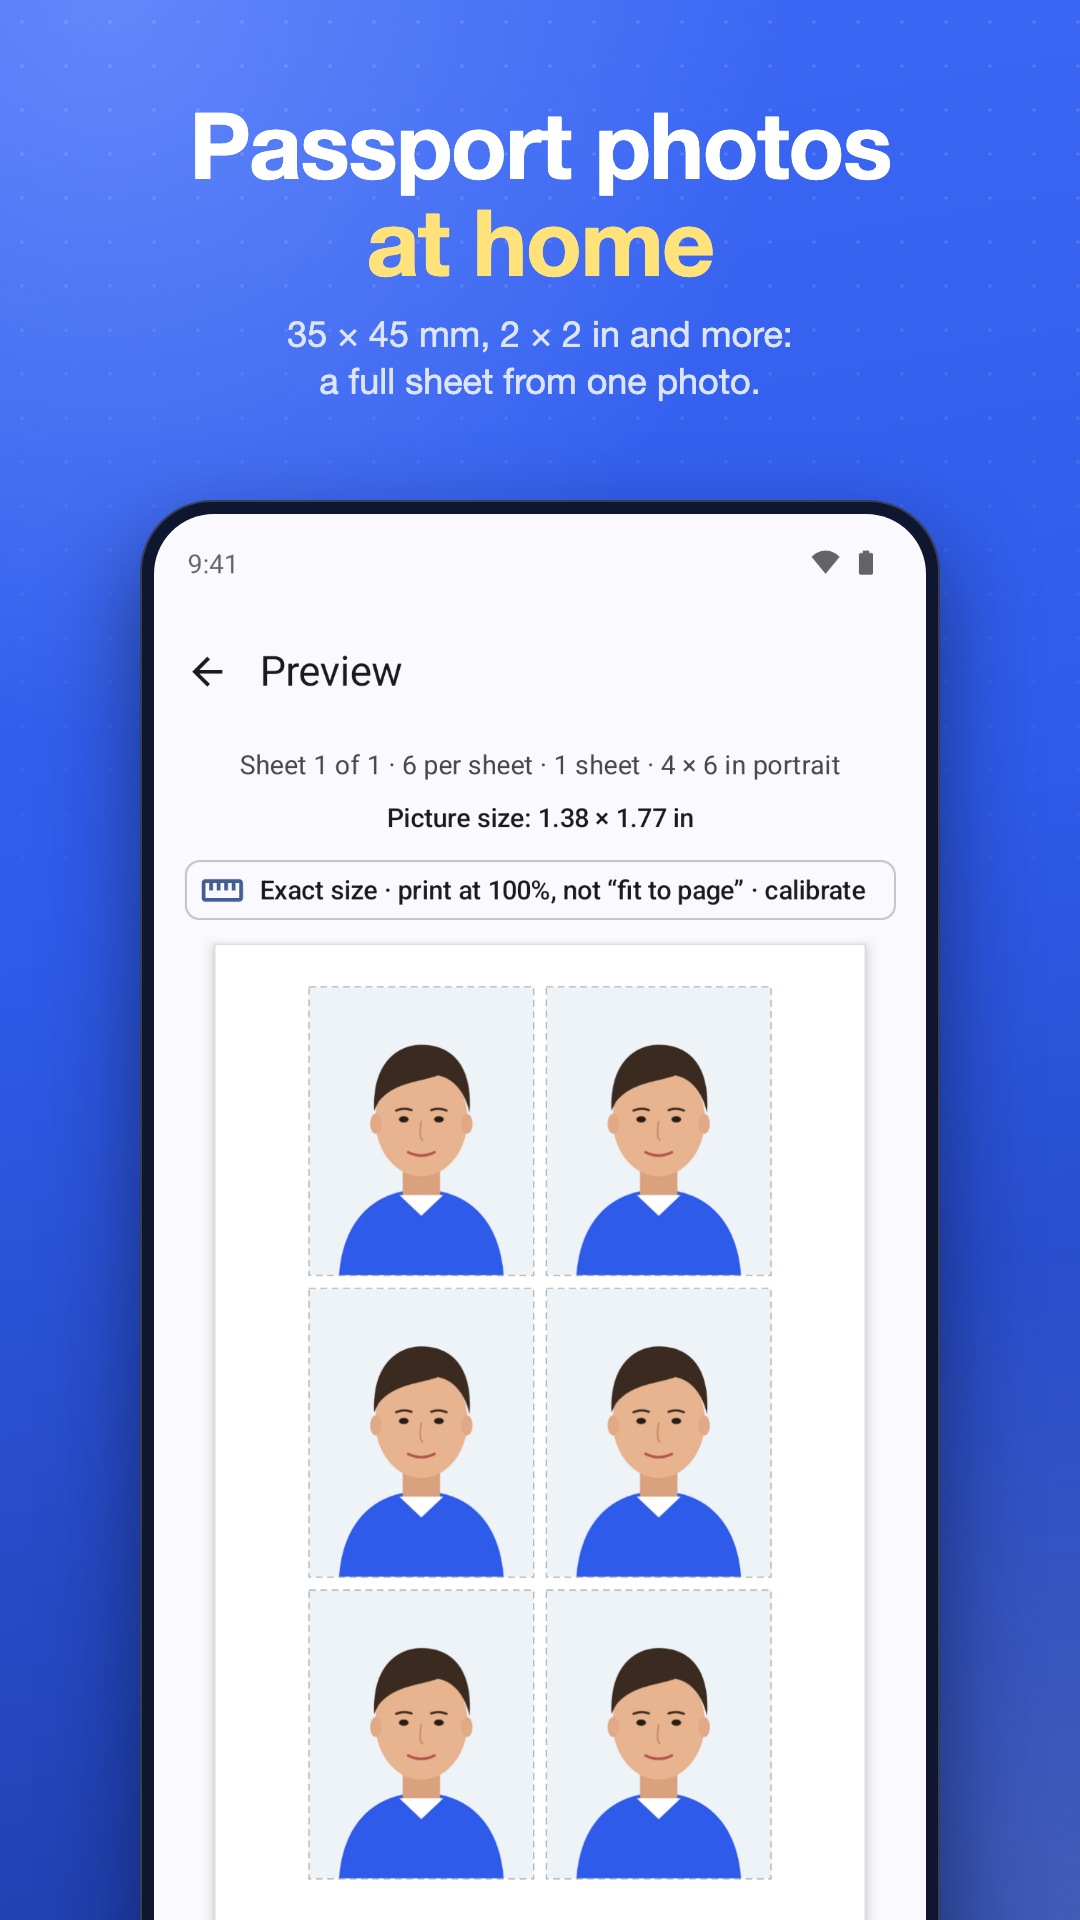 Passport photos
at home
35 × 45 mm, 2 × 2 in and more:
a full sheet from one photo.
9:41
Preview
Sheet 1 of 1 · 6 per sheet · 1 sheet · 4 × 6 in portrait
Picture size: 1.38 × 1.77 in
Exact size · print at 100%, not “fit to page” · calibrate